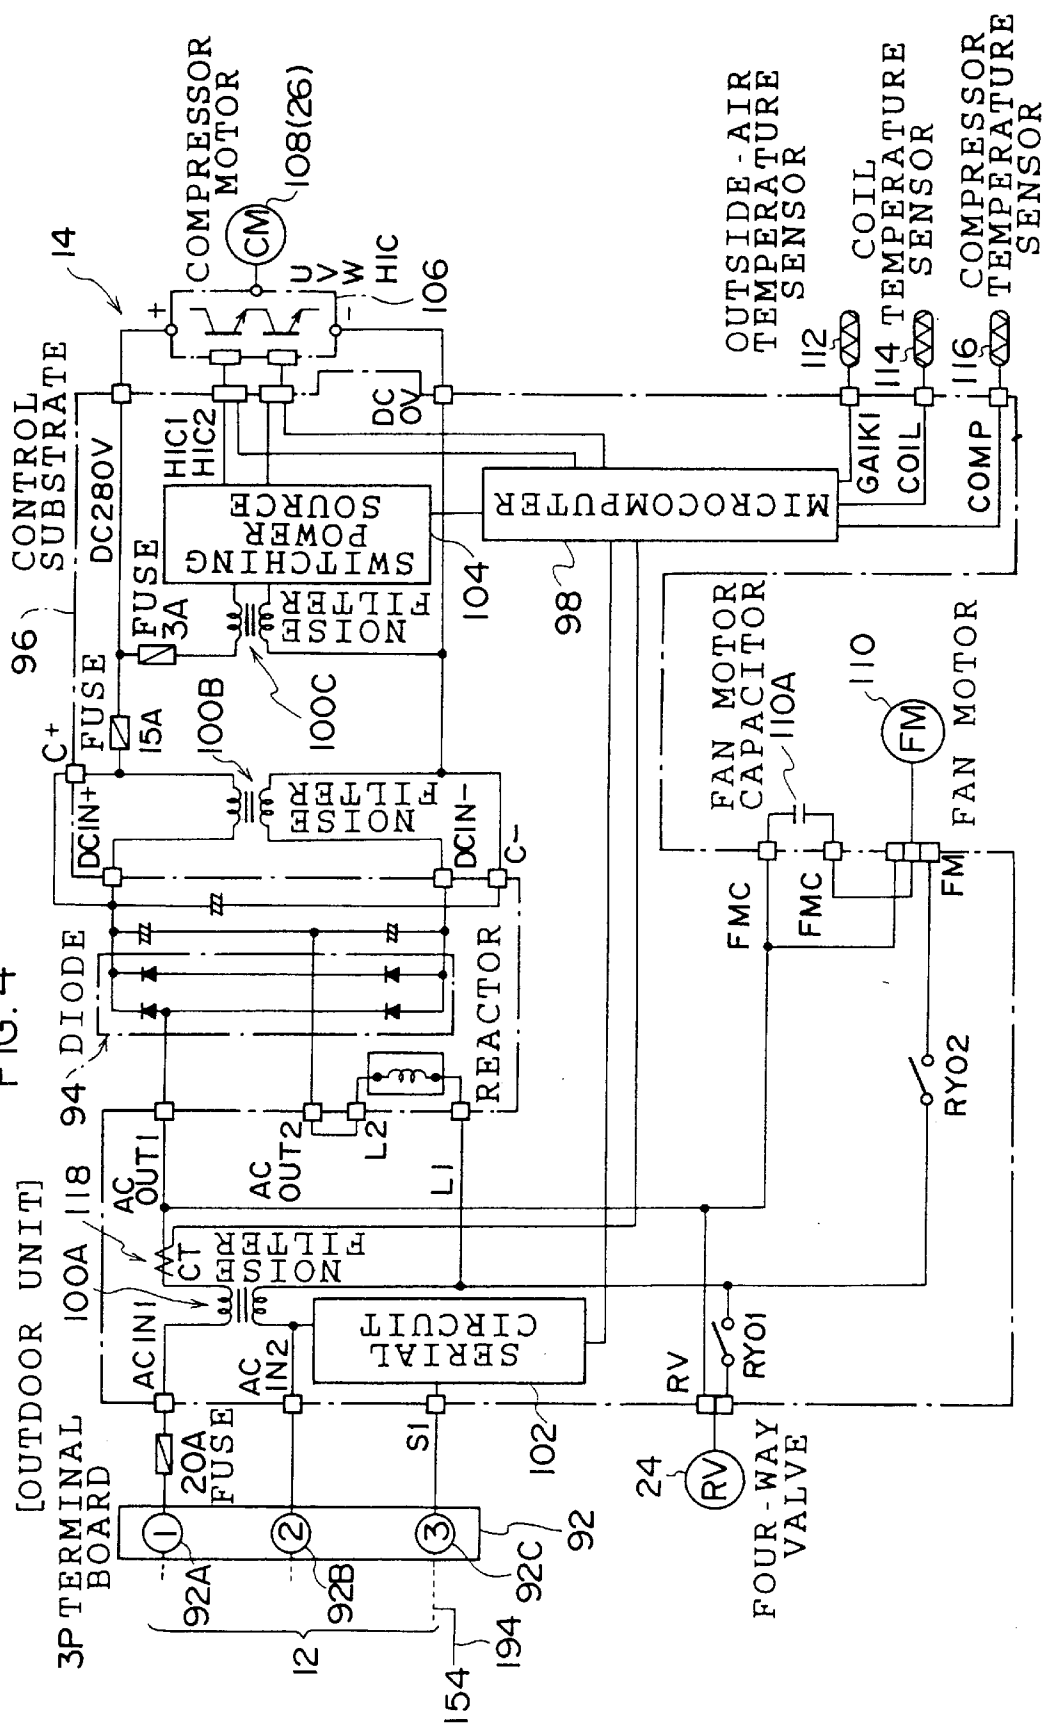 FIG. 4
[OUTDOOR UNIT]
3P TERMINAL
BOARD
1
92A
2
92B
3
92C
92
12
154
194
20A
FUSE
AC IN1
AC
IN2
S1
100A
118
CT
NOISE
FILTER
SERIAL
CIRCUIT
102
AC
OUT1
AC
OUT2
L2
L1
REACTOR
94
DIODE
DCIN+
DCIN-
C+
C-
NOISE
FILTER
100B
100C
96
CONTROL
SUBSTRATE
FUSE
15A
FUSE
3A
NOISE
FILTER
DC280V
SWITCHING
POWER
SOURCE
104
HIC1
HIC2
DC
0V
14
+
-
U
V
W
HIC
106
COMPRESSOR
MOTOR
CM
108(26)
MICROCOMPUTER
98
GAIKI
COIL
COMP
OUTSIDE-AIR
TEMPERATURE
SENSOR
112
COIL
TEMPERATURE
SENSOR
114
COMPRESSOR
TEMPERATURE
SENSOR
116
FOUR-WAY
VALVE
RV
24
RV
RY01
RY02
FMC
FMC
FM
FAN MOTOR
CAPACITOR
110A
FM
110
FAN MOTOR